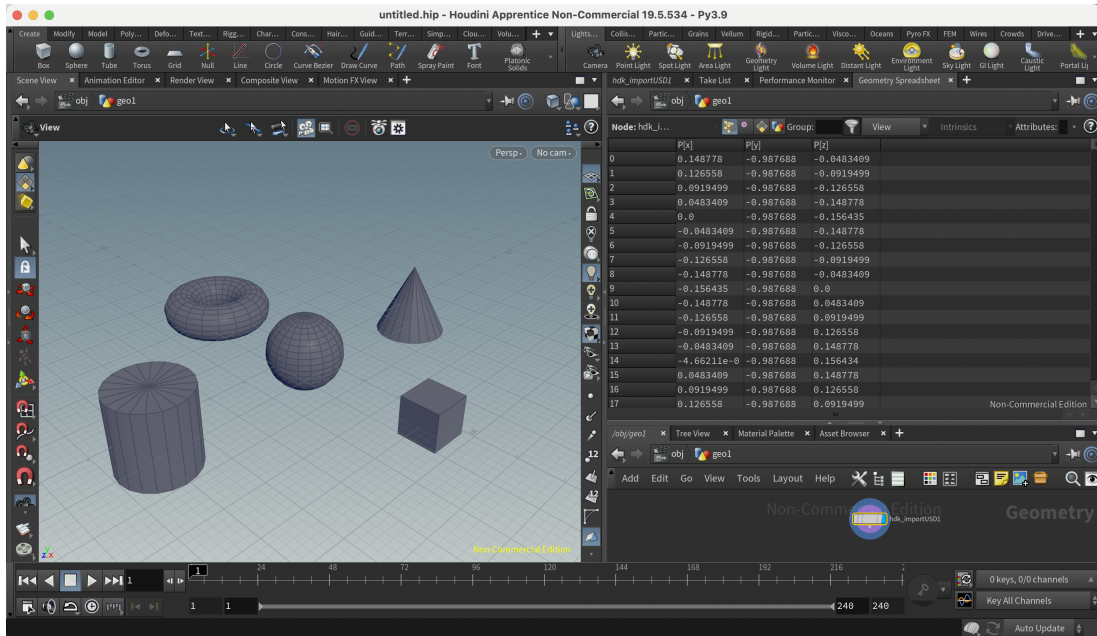 untitled.hip - Houdini Apprentice Non-Commercial 19.5.534 - Py3.9
Create Modify Model Poly... Defo... Text... Rigg... Char... Cons... Hair... Guid... Terr... Simp... Clou... Volu...
Lights... Collis... Partic... Grains Vellum Rigid... Partic... Visco... Oceans Pyro FX FEM Wires Crowds Drive...
Box Sphere Tube Torus Grid Null Line Circle Curve Bezier Draw Curve Path Spray Paint Font Platonic Solids
Camera Point Light Spot Light Area Light Geometry Light Volume Light Distant Light Environment Light Sky Light GI Light Caustic Light Portal Li
Scene View Animation Editor Render View Composite View Motion FX View
hdk_importUSD1 Take List Performance Monitor Geometry Spreadsheet
obj geo1
obj geo1
View
Node: hdk_i... Group: View Intrinsics Attributes:
Persp No cam
P[x] P[y] P[z]
0 0.148778 -0.987688 -0.0483409
1 0.126558 -0.987688 -0.0919499
2 0.0919499 -0.987688 -0.126558
3 0.0483409 -0.987688 -0.148778
4 0.0 -0.987688 -0.156435
5 -0.0483409 -0.987688 -0.148778
6 -0.0919499 -0.987688 -0.126558
7 -0.126558 -0.987688 -0.0919499
8 -0.148778 -0.987688 -0.0483409
9 -0.156435 -0.987688 0.0
10 -0.148778 -0.987688 0.0483409
11 -0.126558 -0.987688 0.0919499
12 -0.0919499 -0.987688 0.126558
13 -0.0483409 -0.987688 0.148778
14 -4.66211e-0 -0.987688 0.156434
15 0.0483409 -0.987688 0.148778
16 0.0919499 -0.987688 0.126558
17 0.126558 -0.987688 0.0919499
Non-Commercial Edition
12
12
z x
Non-Commercial Edition
/obj/geo1 Tree View Material Palette Asset Browser
obj geo1
Add Edit Go View Tools Layout Help
Non-Comm Edition
Geometry
hdk_importUSD1
1 1 24 48 72 96 120 144 168 192 216 2
0 keys, 0/0 channels
1 1 240 240
Key All Channels
Auto Update